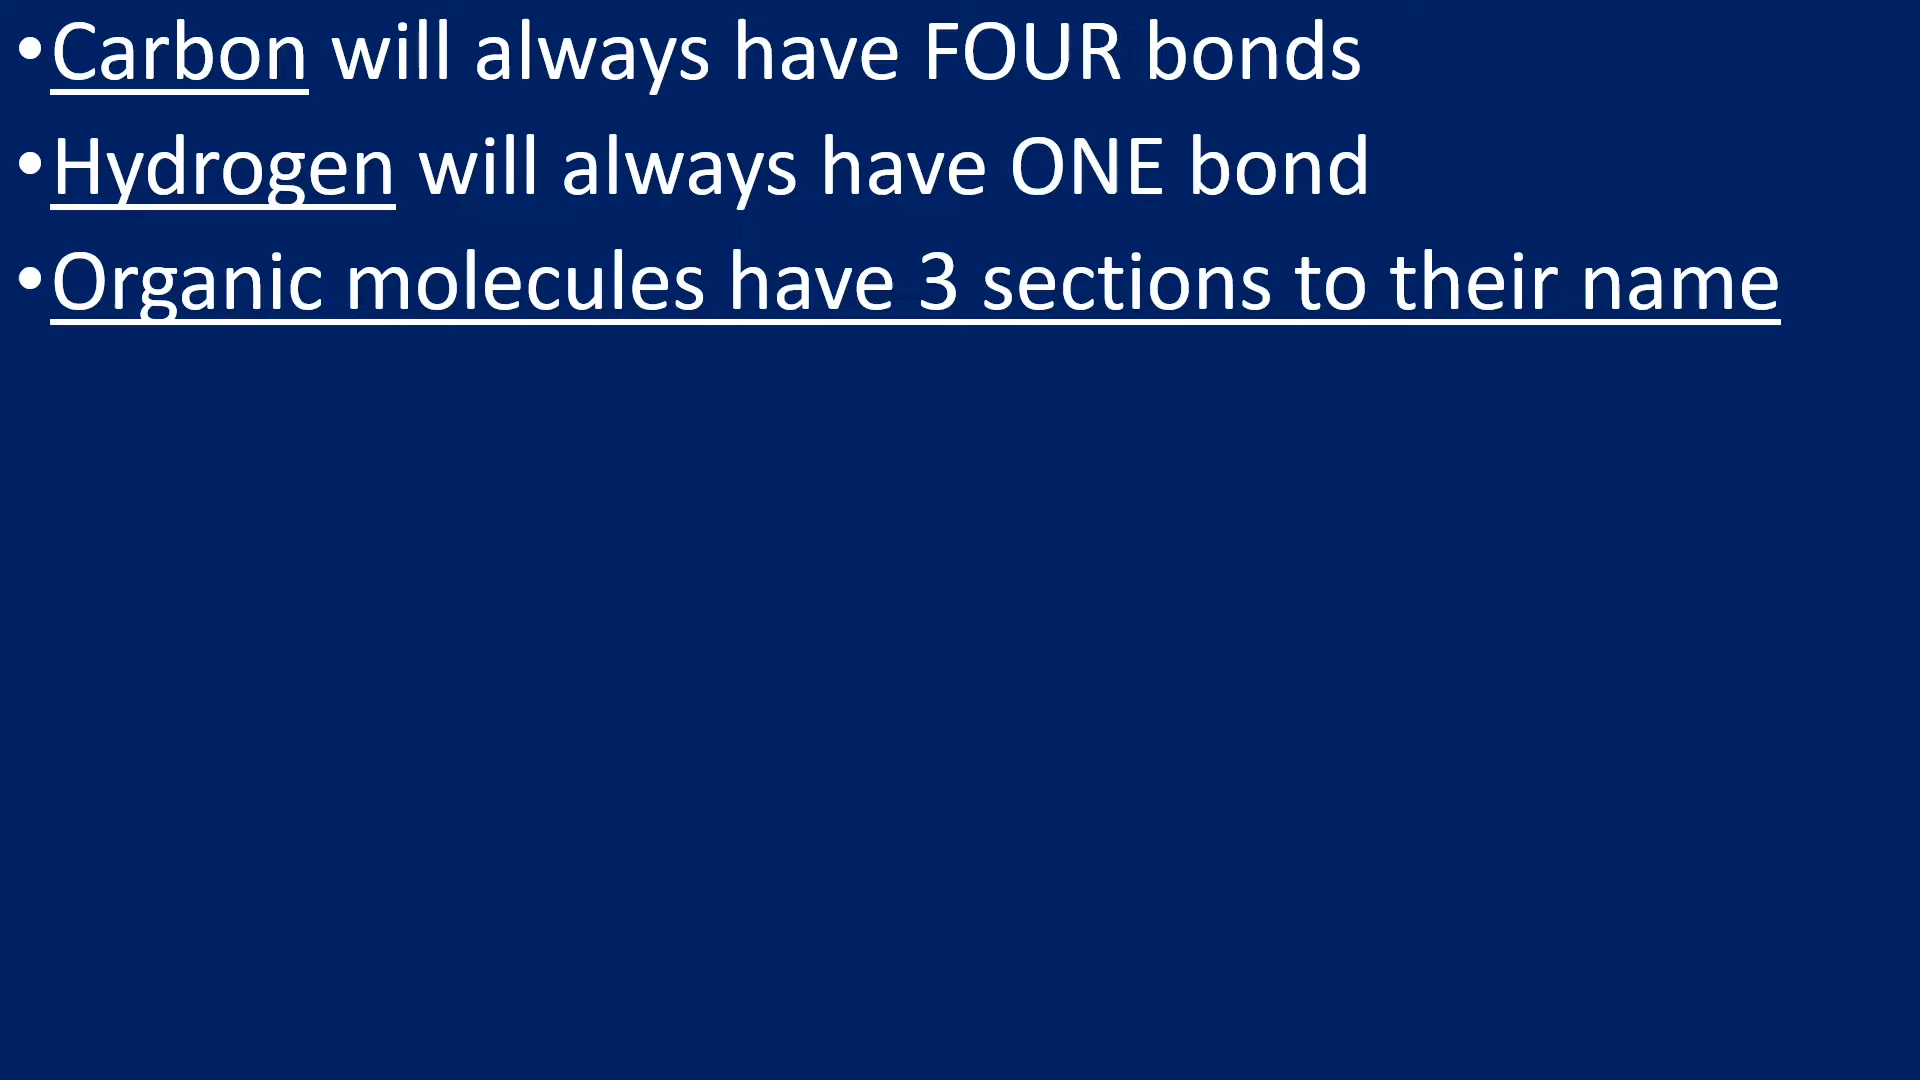 •Carbon will always have FOUR bonds
•Hydrogen will always have ONE bond
•Organic molecules have 3 sections to their name